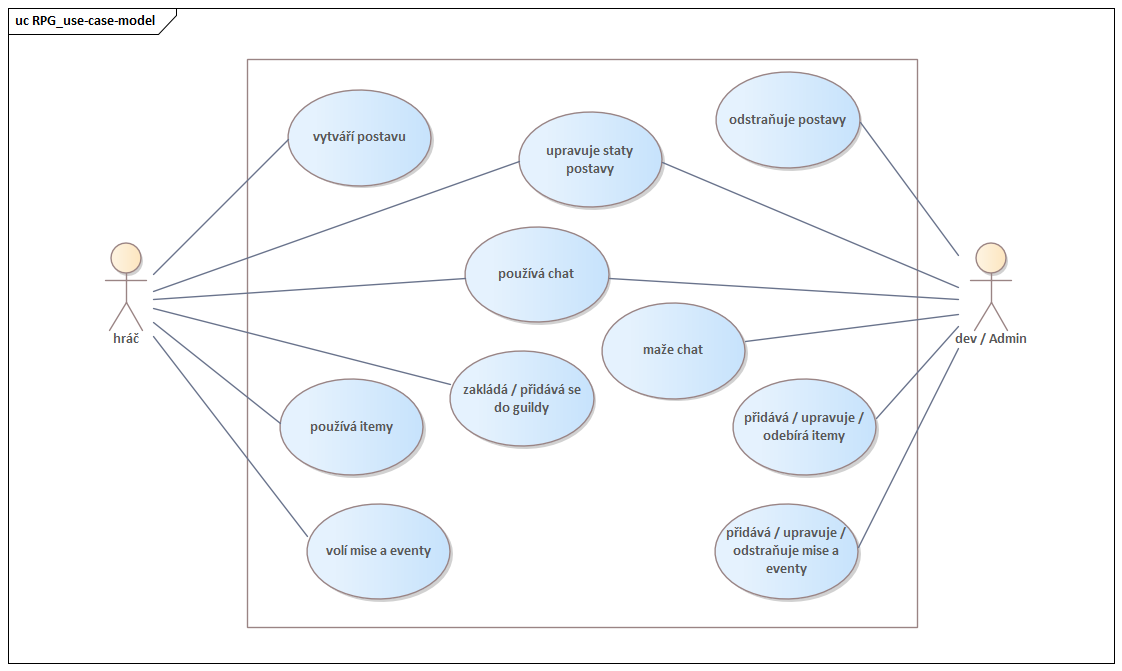 uc RPG_use-case-model
vytváří postavu
upravuje staty
postavy
odstraňuje postavy
používá chat
hráč
dev / Admin
maže chat
zakládá / přidává se
do guildy
používá itemy
přidává / upravuje /
odebírá itemy
volí mise a eventy
přidává / upravuje /
odstraňuje mise a
eventy